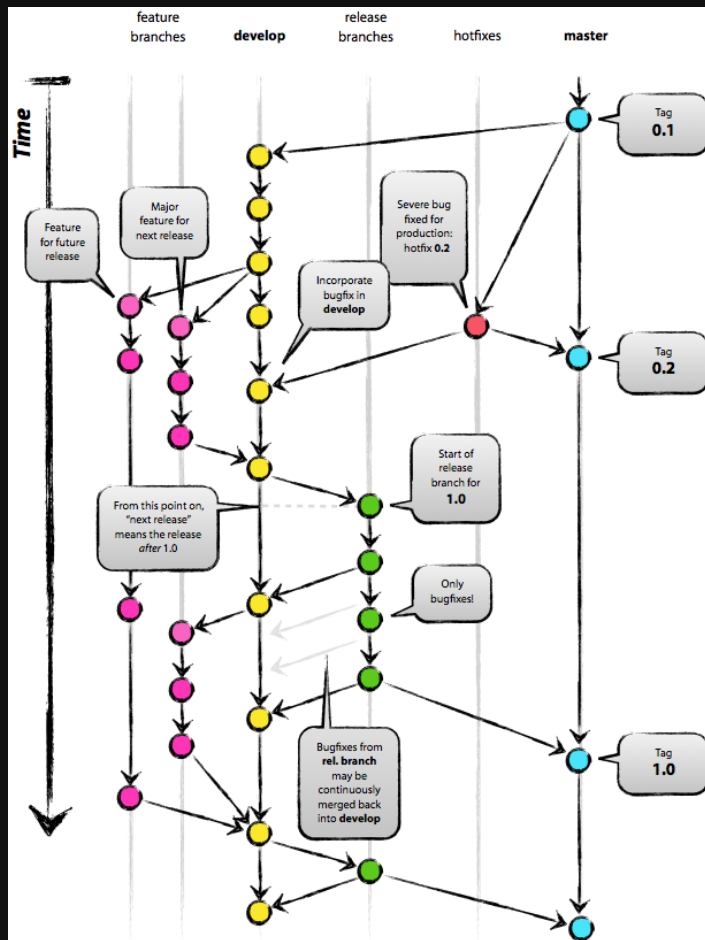 feature
branches
develop
release
branches
hotfixes
master
Time
Tag
0.1
Feature
for future
release
Major
feature for
next release
Severe bug
fixed for
production:
hotfix 0.2
Incorporate
bugfix in
develop
Tag
0.2
Start of
release
branch for
1.0
From this point on,
“next release”
means the release
after 1.0
Only
bugfixes!
Bugfixes from
rel. branch
may be
continuously
merged back
into develop
Tag
1.0